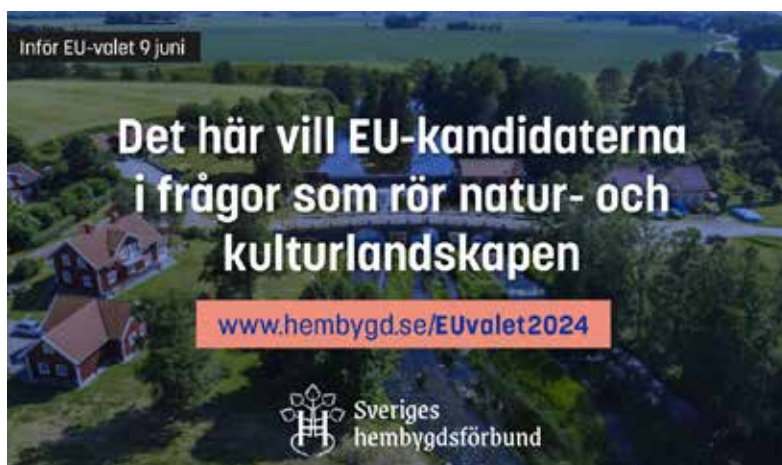 Inför EU-valet 9 juni
Det här vill EU-kandidaterna
i frågor som rör natur- och
kulturlandskapen
www.hembygd.se/EUvalet2024
Sveriges
hembygdsförbund